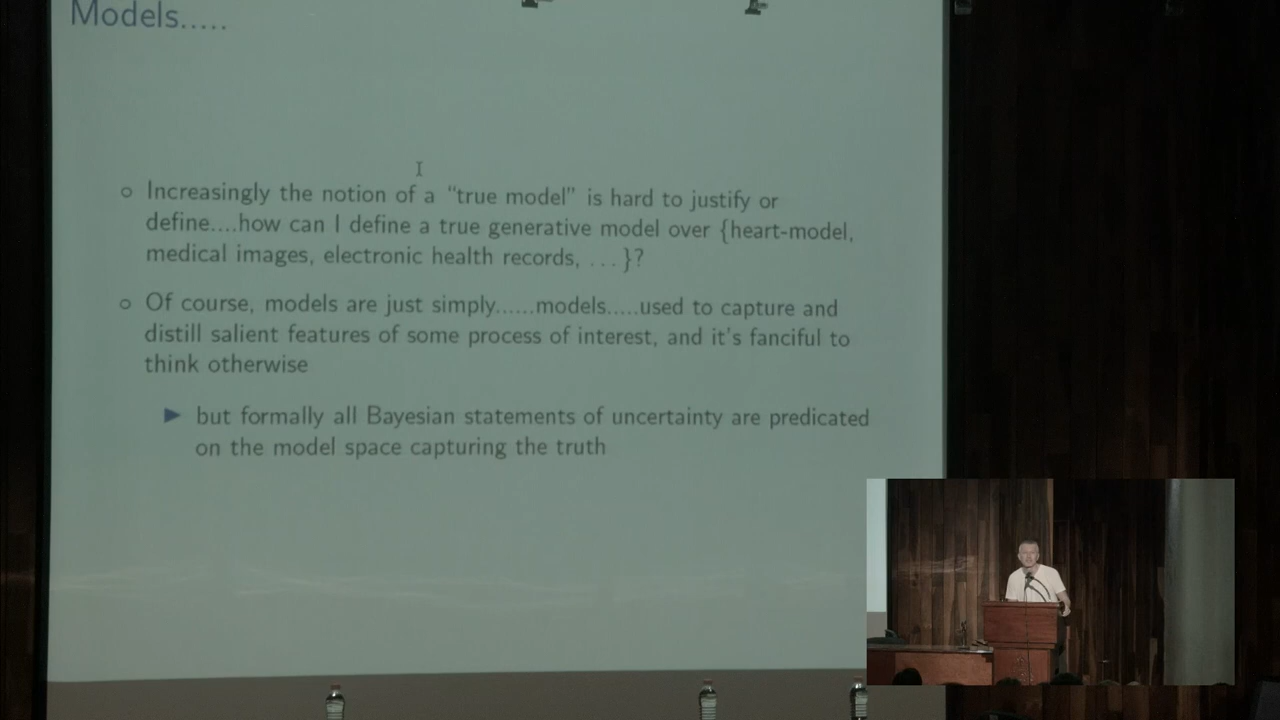 Models.....
Increasingly the notion of a “true model” is hard to justify or
define....how can I define a true generative model over {heart-model,
medical images, electronic health records, ...}?
Of course, models are just simply......models.....used to capture and
distill salient features of some process of interest, and it's fanciful to
think otherwise
but formally all Bayesian statements of uncertainty are predicated
on the model space capturing the truth